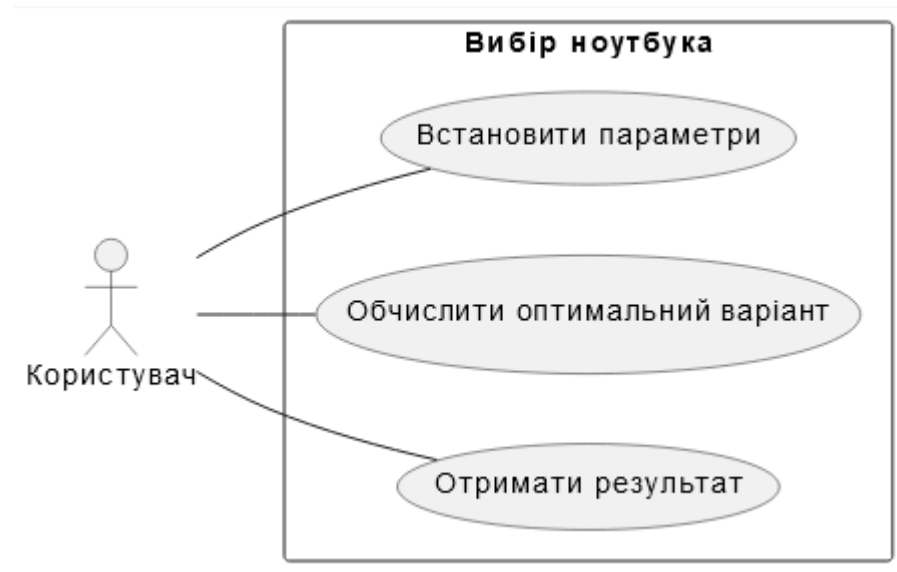 Вибір ноутбука
Встановити параметри
Обчислити оптимальний варіант
Користувач
Отримати результат